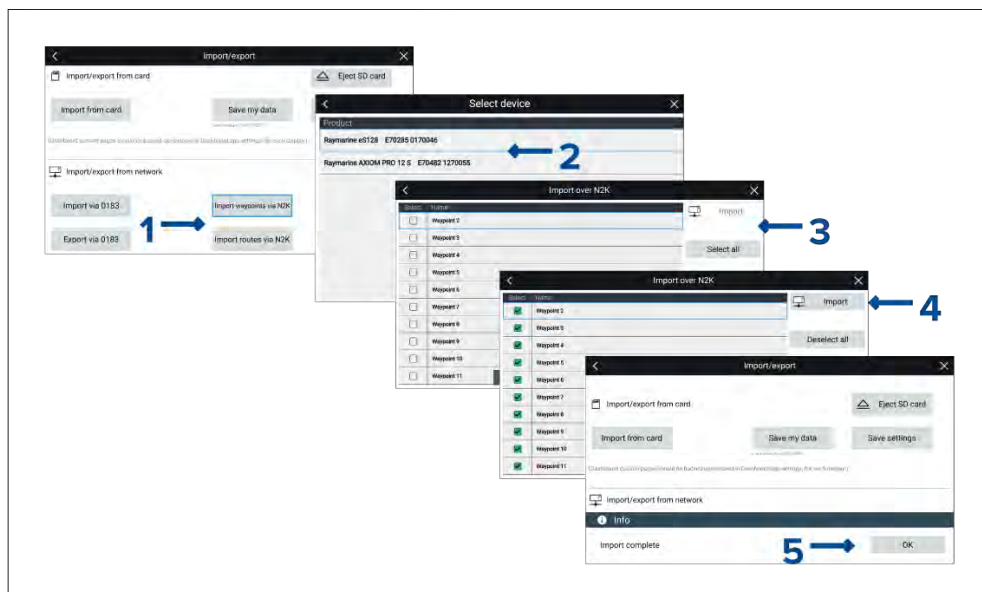 Import/export
Import/export from card
Eject SD card
Import from card
Save my data
Import/export from network
Import via 0183
Import waypoints via N2K
Export via 0183
Import routes via N2K
1
Select device
Product
Raymarine eS128 E70285 0170046
Raymarine AXIOM PRO 12 S E70482 1270055
2
Import over N2K
Select Name
Import
Waypoint 2
Waypoint 3
Select all
Waypoint 4
Waypoint 5
Waypoint 6
Waypoint 7
Waypoint 8
Waypoint 9
Waypoint 10
Waypoint 11
3
Import over N2K
Select Name
Import
Waypoint 2
Waypoint 3
Deselect all
Waypoint 4
Waypoint 5
Waypoint 6
Waypoint 7
Waypoint 8
Waypoint 9
Waypoint 10
Waypoint 11
4
Import/export
Import/export from card
Eject SD card
Import from card
Save my data
Save settings
Import/export from network
Info
Import complete
OK
5